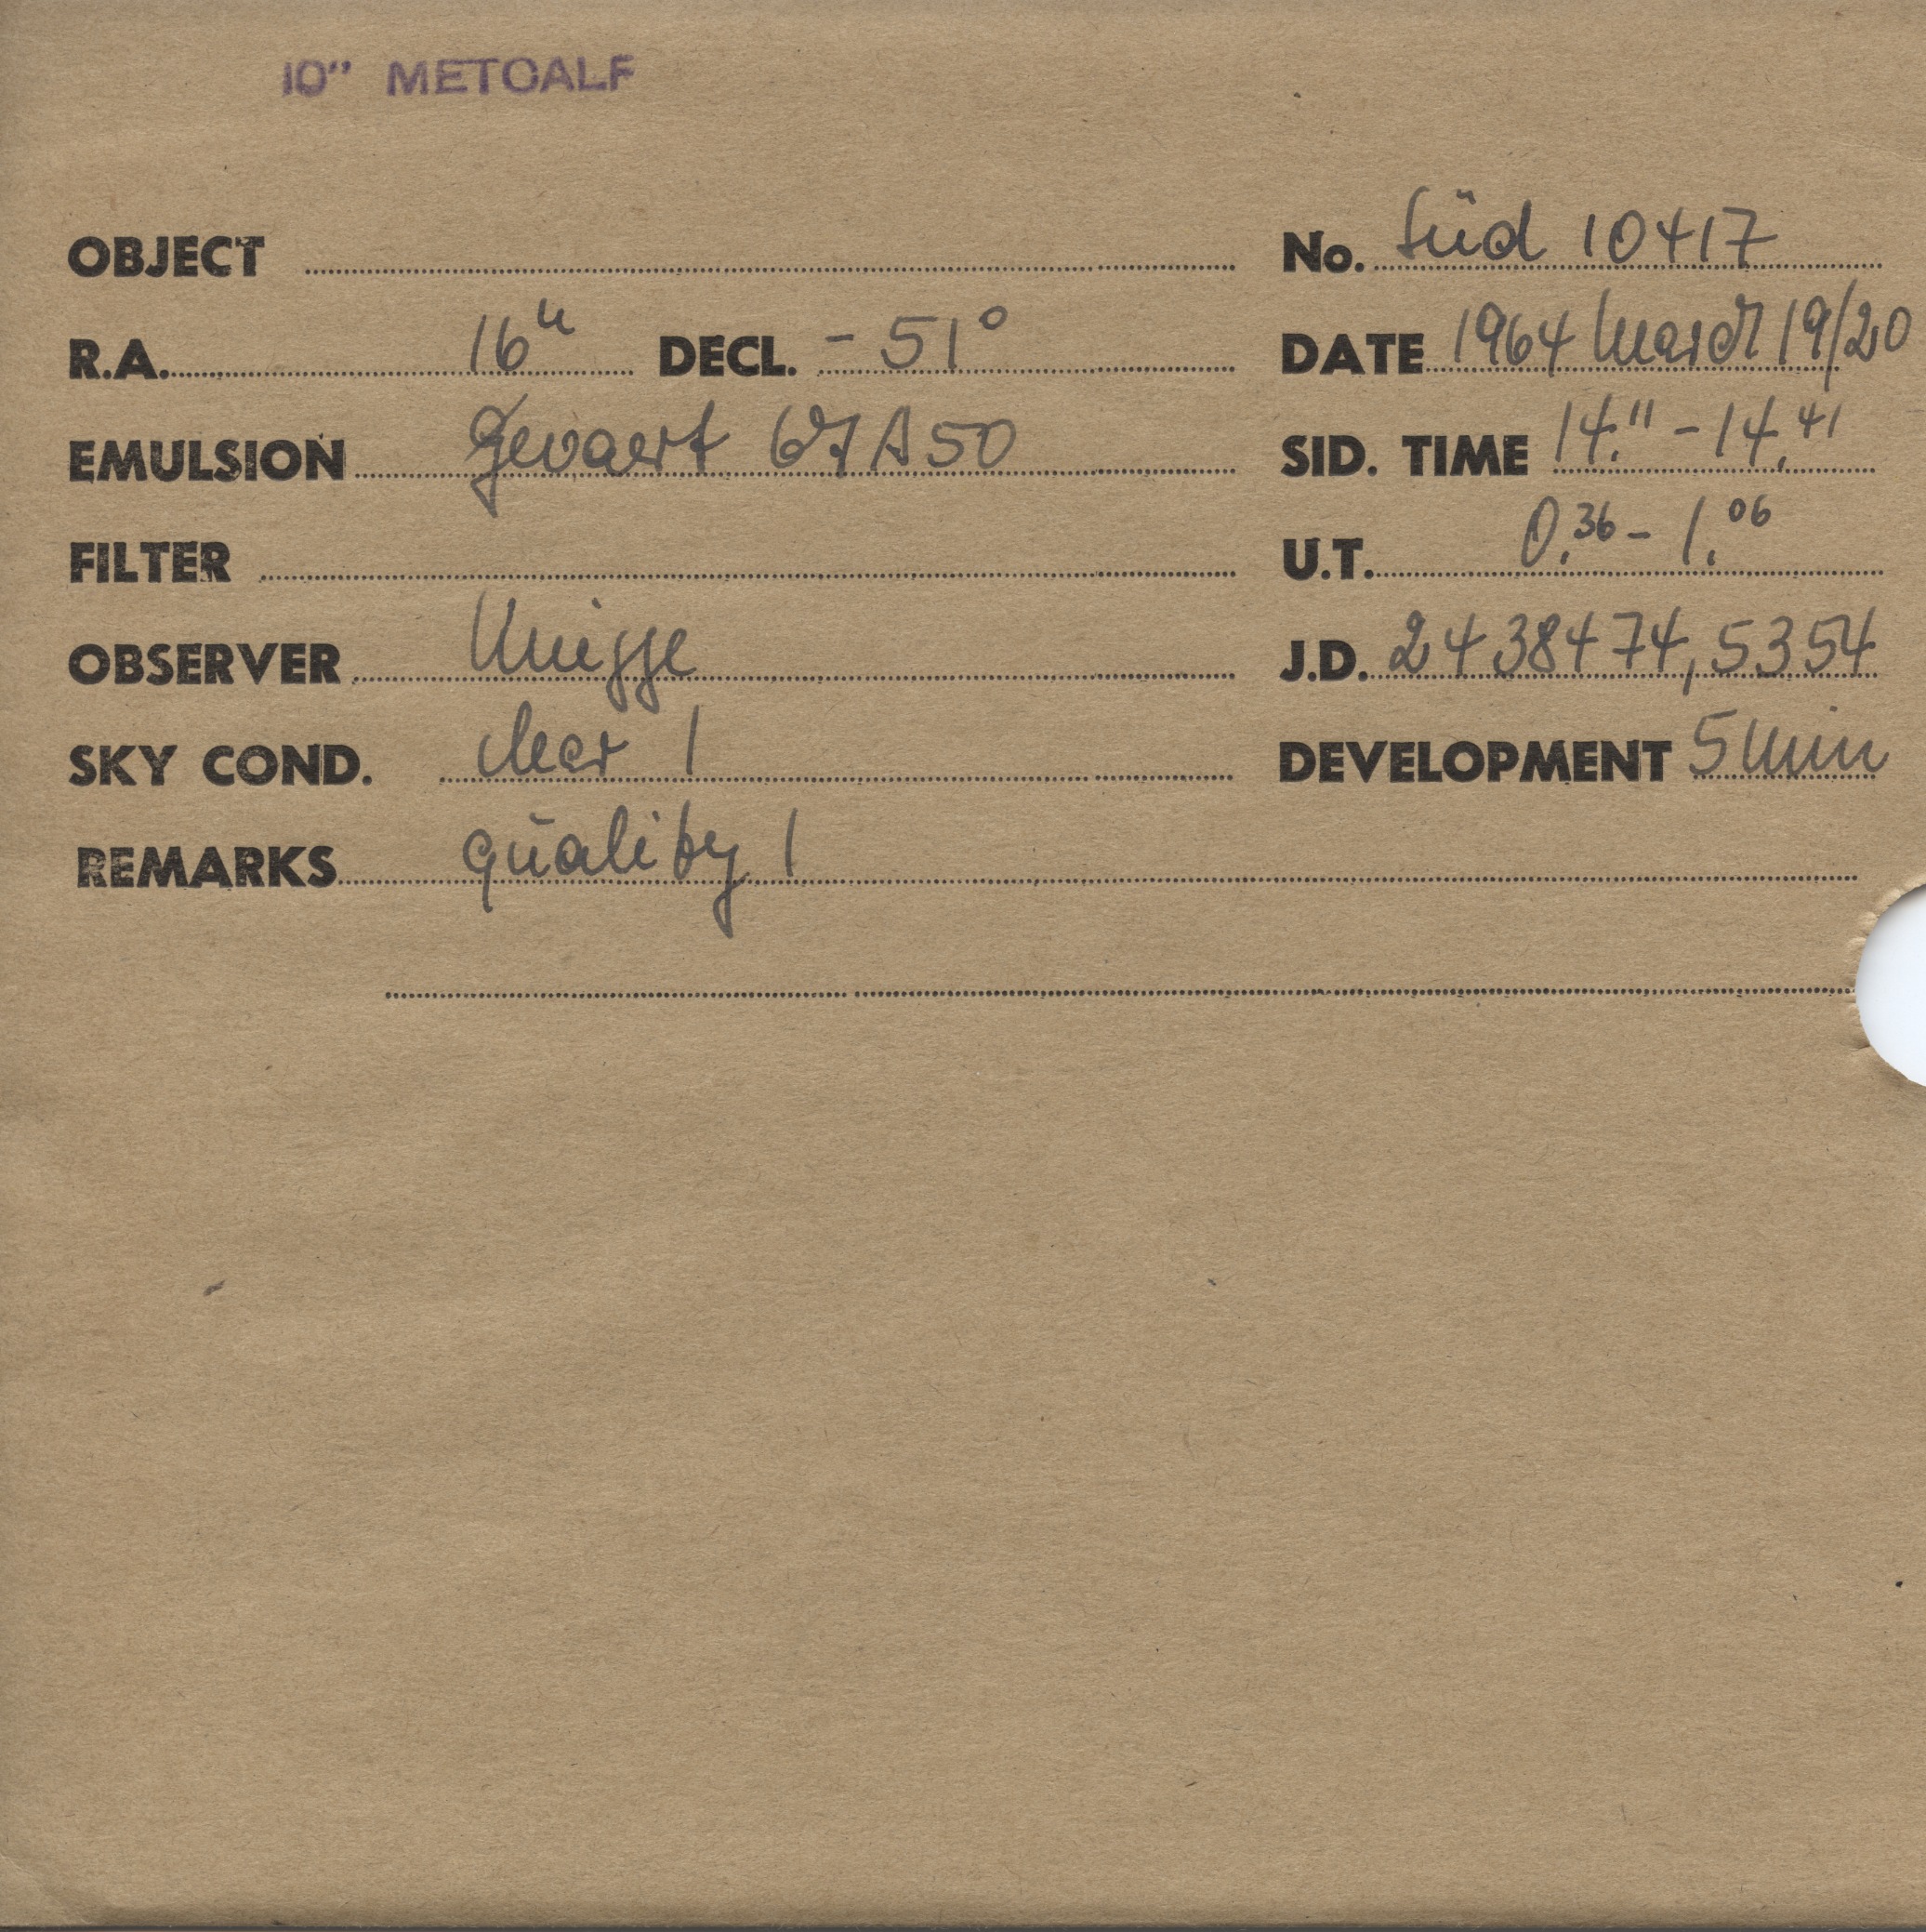 10" METCALF
OBJECT No. Süd 10417
R.A. 16h DECL. - 51° DATE 1964 March 19/20
EMULSION Gevaert 67A50 SID. TIME 14.11 - 14.41
FILTER U.T. 0.36 - 1.06
OBSERVER Knigge J.D. 2438474,5354
SKY COND. clear 1 DEVELOPMENT 5 min
REMARKS quality 1